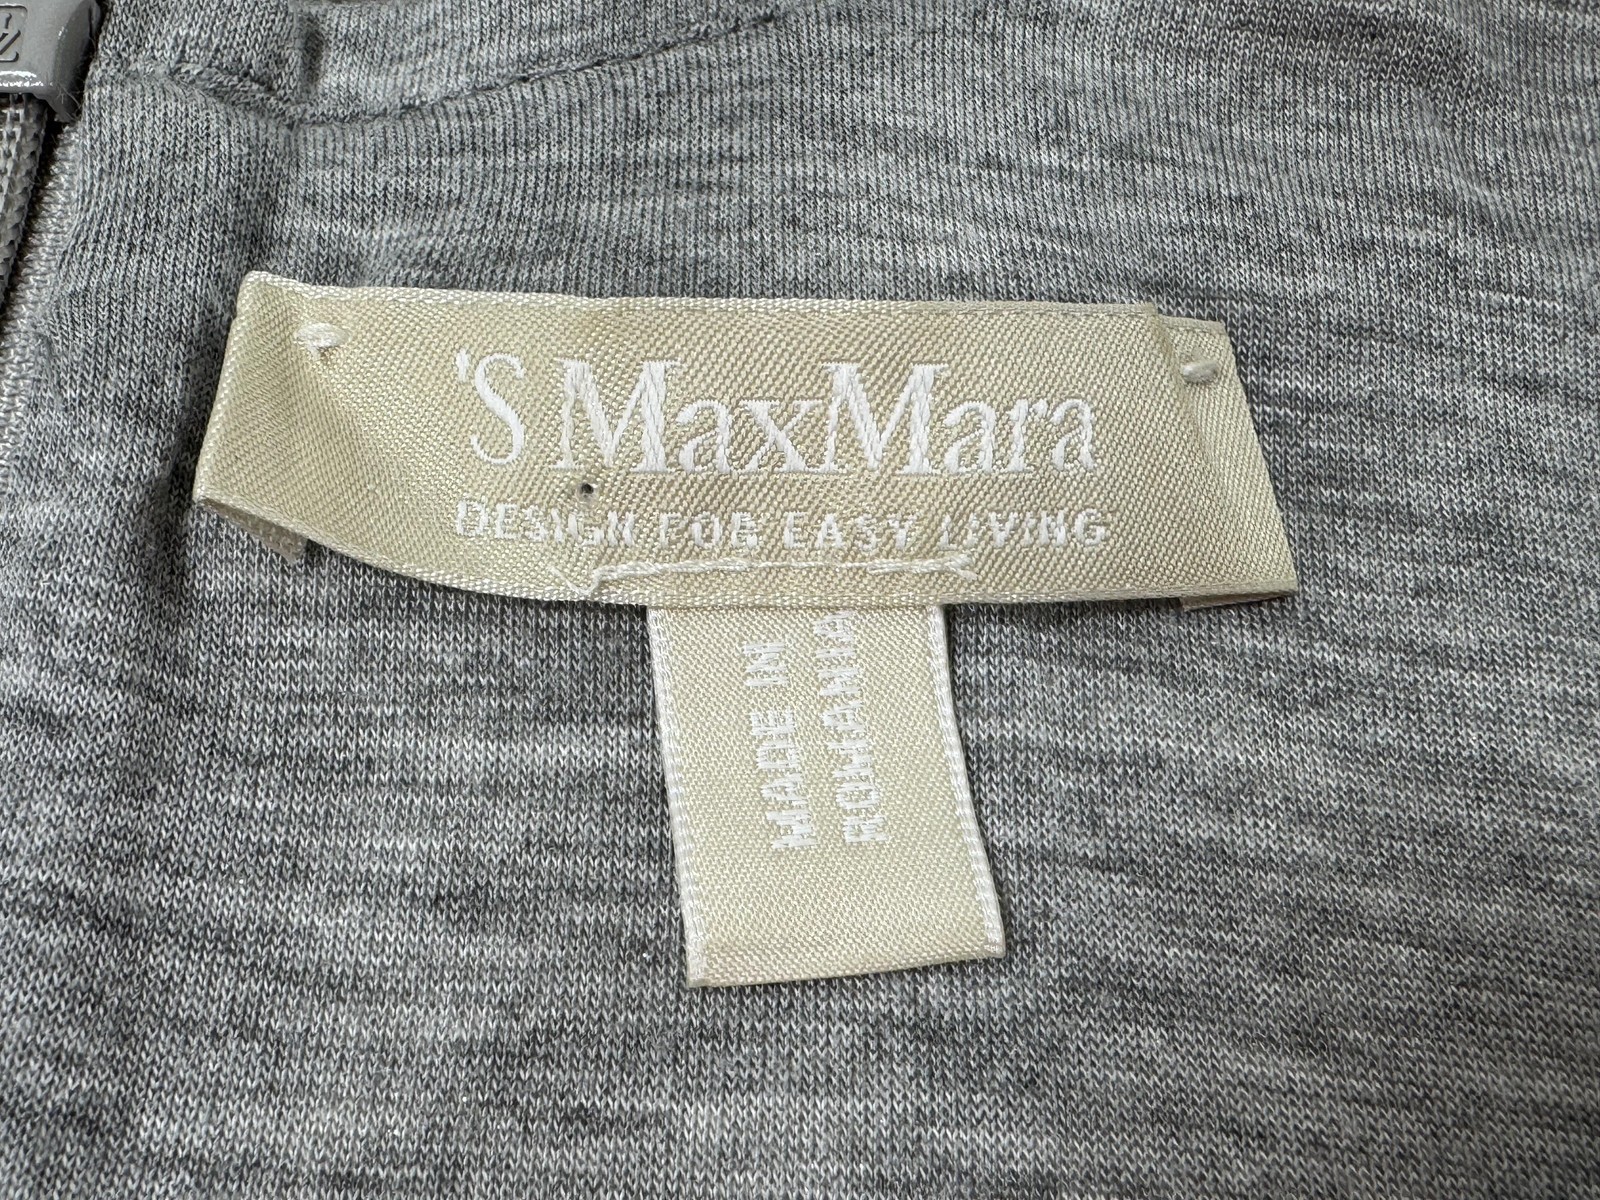 'S MaxMara
DESIGN FOR EASY LIVING
MADE IN
ROMANIA